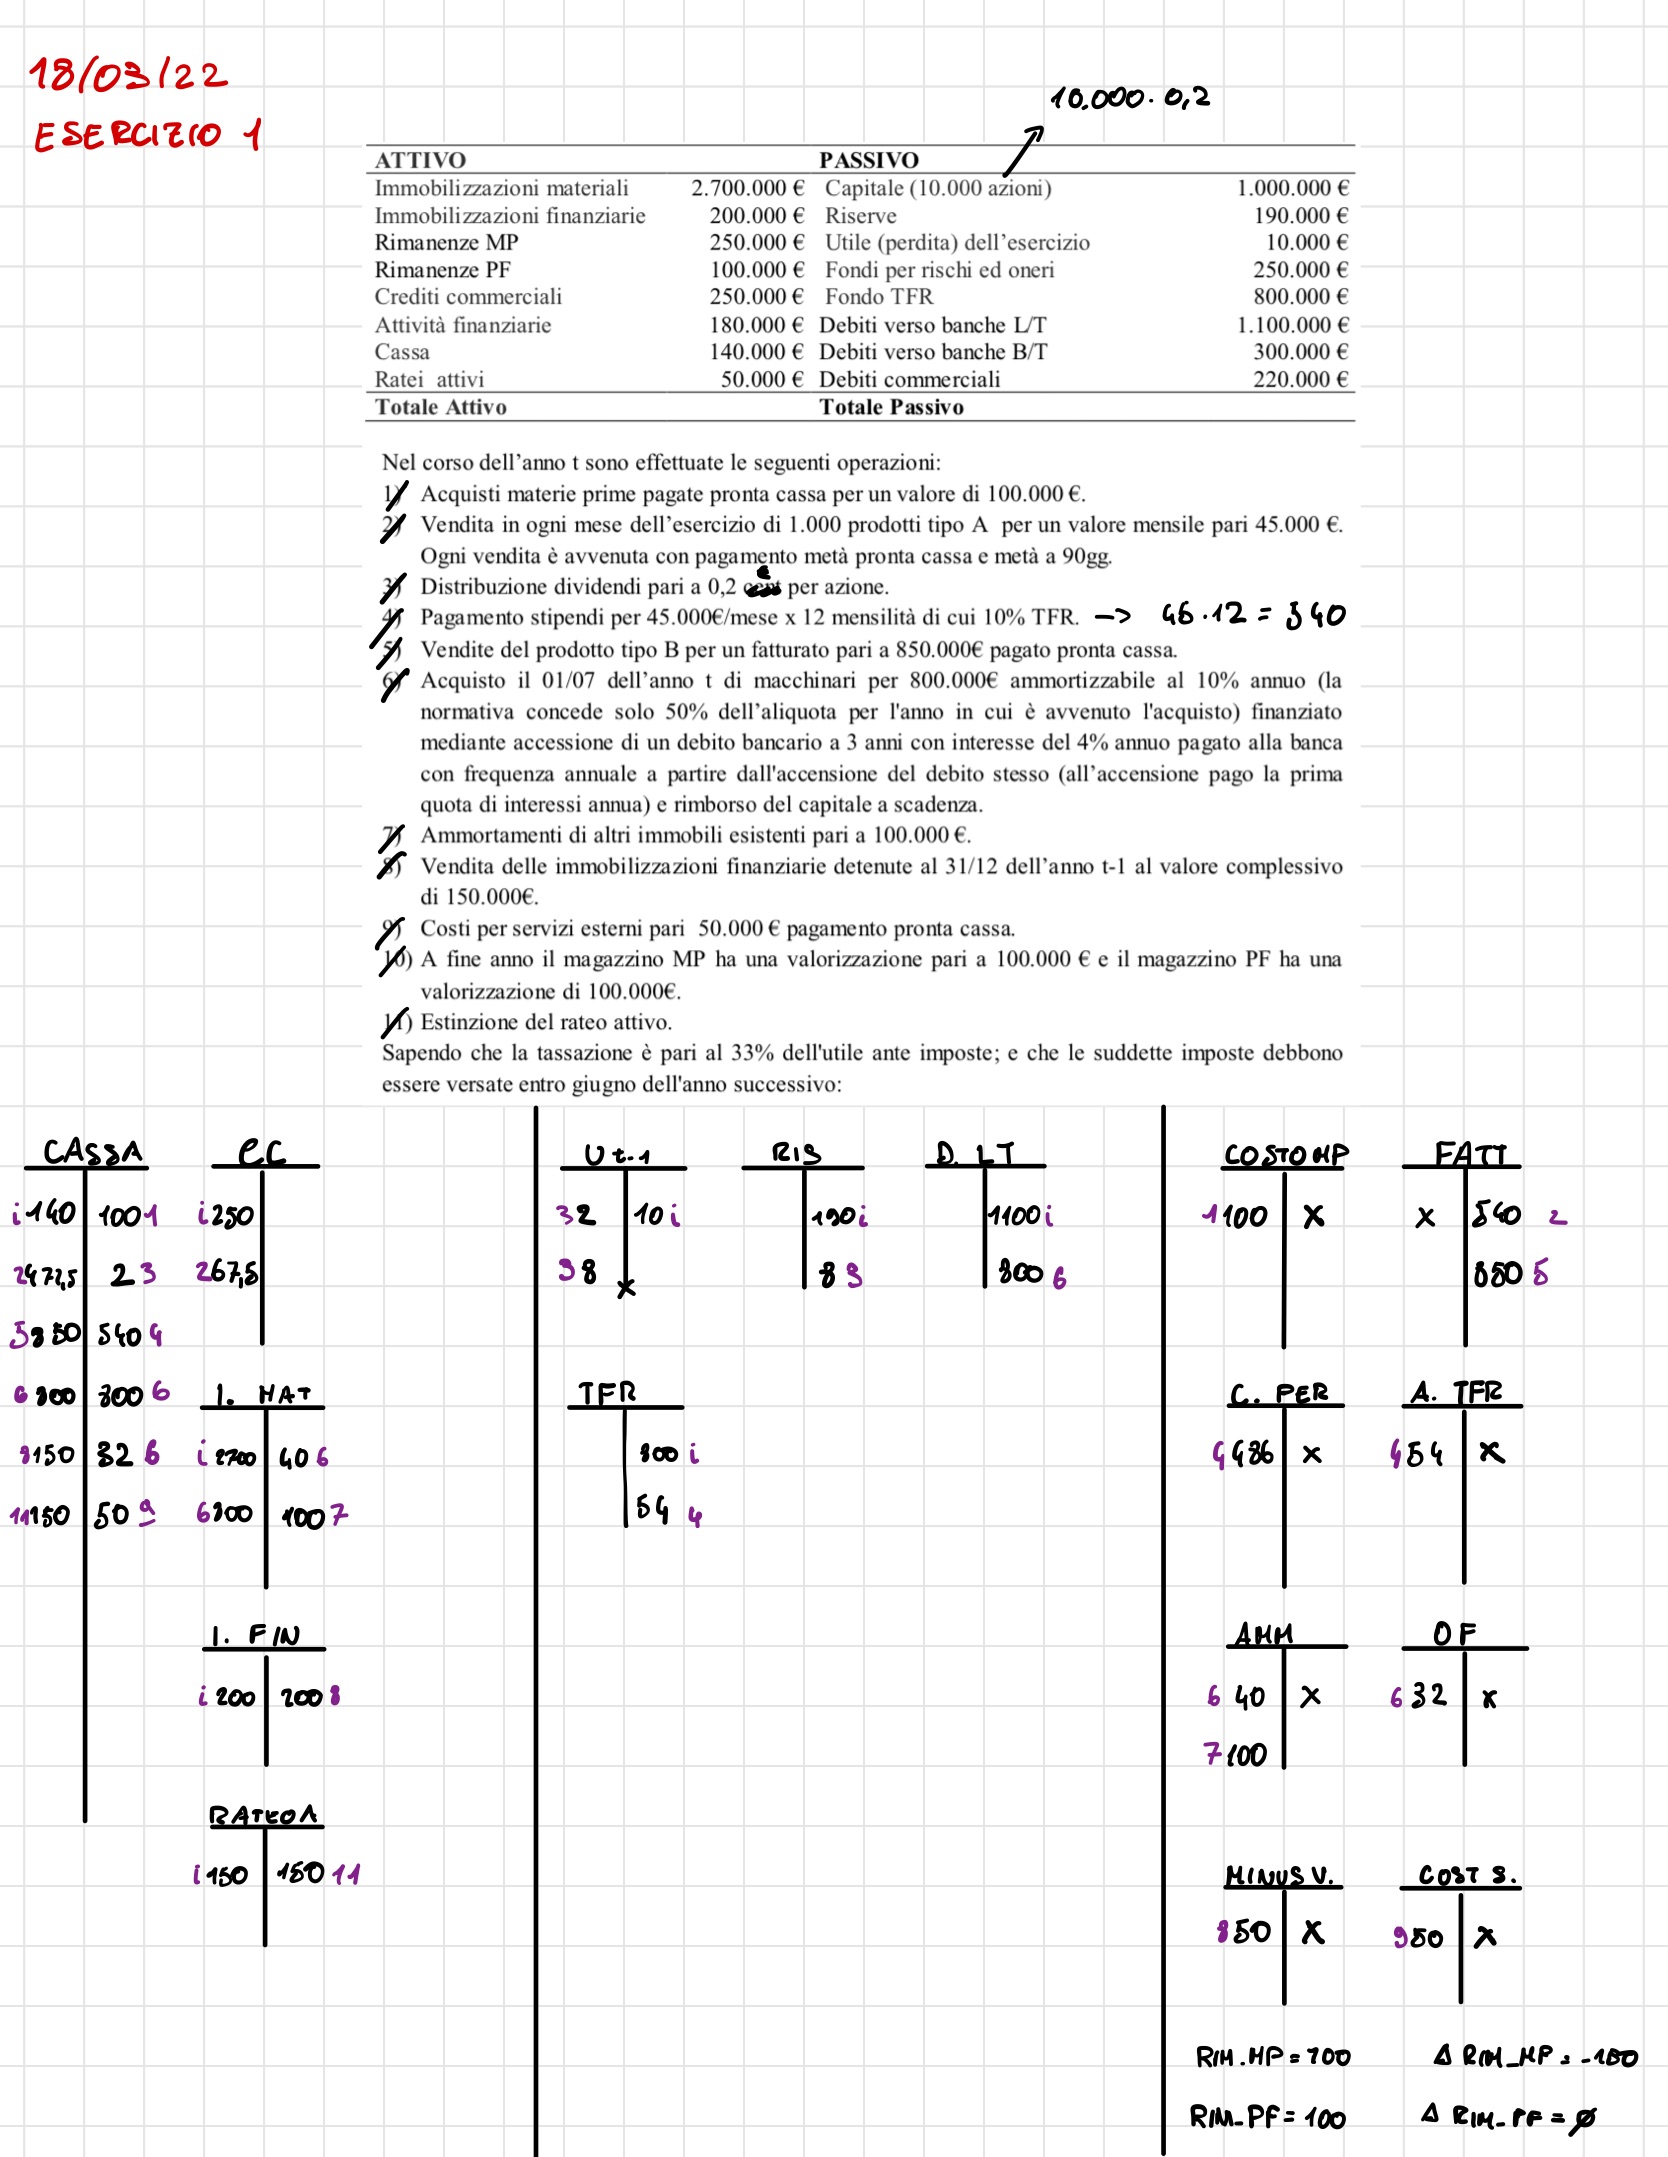 18/03/22
ESERCIZIO 1
10.000 · 0,2
ATTIVO PASSIVO
Immobilizzazioni materiali 2.700.000 € Capitale (10.000 azioni) 1.000.000 €
Immobilizzazioni finanziarie 200.000 € Riserve 190.000 €
Rimanenze MP 250.000 € Utile (perdita) dell'esercizio 10.000 €
Rimanenze PF 100.000 € Fondi per rischi ed oneri 250.000 €
Crediti commerciali 250.000 € Fondo TFR 800.000 €
Attività finanziarie 180.000 € Debiti verso banche L/T 1.100.000 €
Cassa 140.000 € Debiti verso banche B/T 300.000 €
Ratei attivi 50.000 € Debiti commerciali 220.000 €
Totale Attivo Totale Passivo
Nel corso dell'anno t sono effettuate le seguenti operazioni:
1) Acquisti materie prime pagate pronta cassa per un valore di 100.000 €.
2) Vendita in ogni mese dell'esercizio di 1.000 prodotti tipo A per un valore mensile pari 45.000 €.
Ogni vendita è avvenuta con pagamento metà pronta cassa e metà a 90gg.
3) Distribuzione dividendi pari a 0,2 € per azione.
4) Pagamento stipendi per 45.000€/mese x 12 mensilità di cui 10% TFR. —> 45 · 12 = 540
5) Vendite del prodotto tipo B per un fatturato pari a 850.000€ pagato pronta cassa.
6) Acquisto il 01/07 dell'anno t di macchinari per 800.000€ ammortizzabile al 10% annuo (la
normativa concede solo 50% dell'aliquota per l'anno in cui è avvenuto l'acquisto) finanziato
mediante accessione di un debito bancario a 3 anni con interesse del 4% annuo pagato alla banca
con frequenza annuale a partire dall'accensione del debito stesso (all'accensione pago la prima
quota di interessi annua) e rimborso del capitale a scadenza.
7) Ammortamenti di altri immobili esistenti pari a 100.000 €.
8) Vendita delle immobilizzazioni finanziarie detenute al 31/12 dell'anno t-1 al valore complessivo
di 150.000€.
9) Costi per servizi esterni pari 50.000 € pagamento pronta cassa.
10) A fine anno il magazzino MP ha una valorizzazione pari a 100.000 € e il magazzino PF ha una
valorizzazione di 100.000€.
11) Estinzione del rateo attivo.
Sapendo che la tassazione è pari al 33% dell'utile ante imposte; e che le suddette imposte debbono
essere versate entro giugno dell'anno successivo:
CASSA CC Ut-1 RIS D. LT COSTO MP FATT
i 140 100 1 i 250 3 2 10 i 190 i 1100 i 1 100 x x 540 2
2 472,5 2 3 2 67,5 3 8 x 8 3 800 6 850 5
5 850 540 4
6 800 800 6 I. MAT TFR C. PER A. TFR
8 150 32 6 i 2700 40 6 800 i 4 486 x 4 54 x
11 150 50 9 6 800 100 7 54 4
I. FIN AMM OF
i 200 200 8 6 40 x 6 32 x
7 100
RATEO A
i 150 150 11 MINUS V. COST S.
8 50 x 9 50 x
RIM.MP = 100 Δ RIM_MP = -150
RIM_PF = 100 Δ RIM_PF = ∅